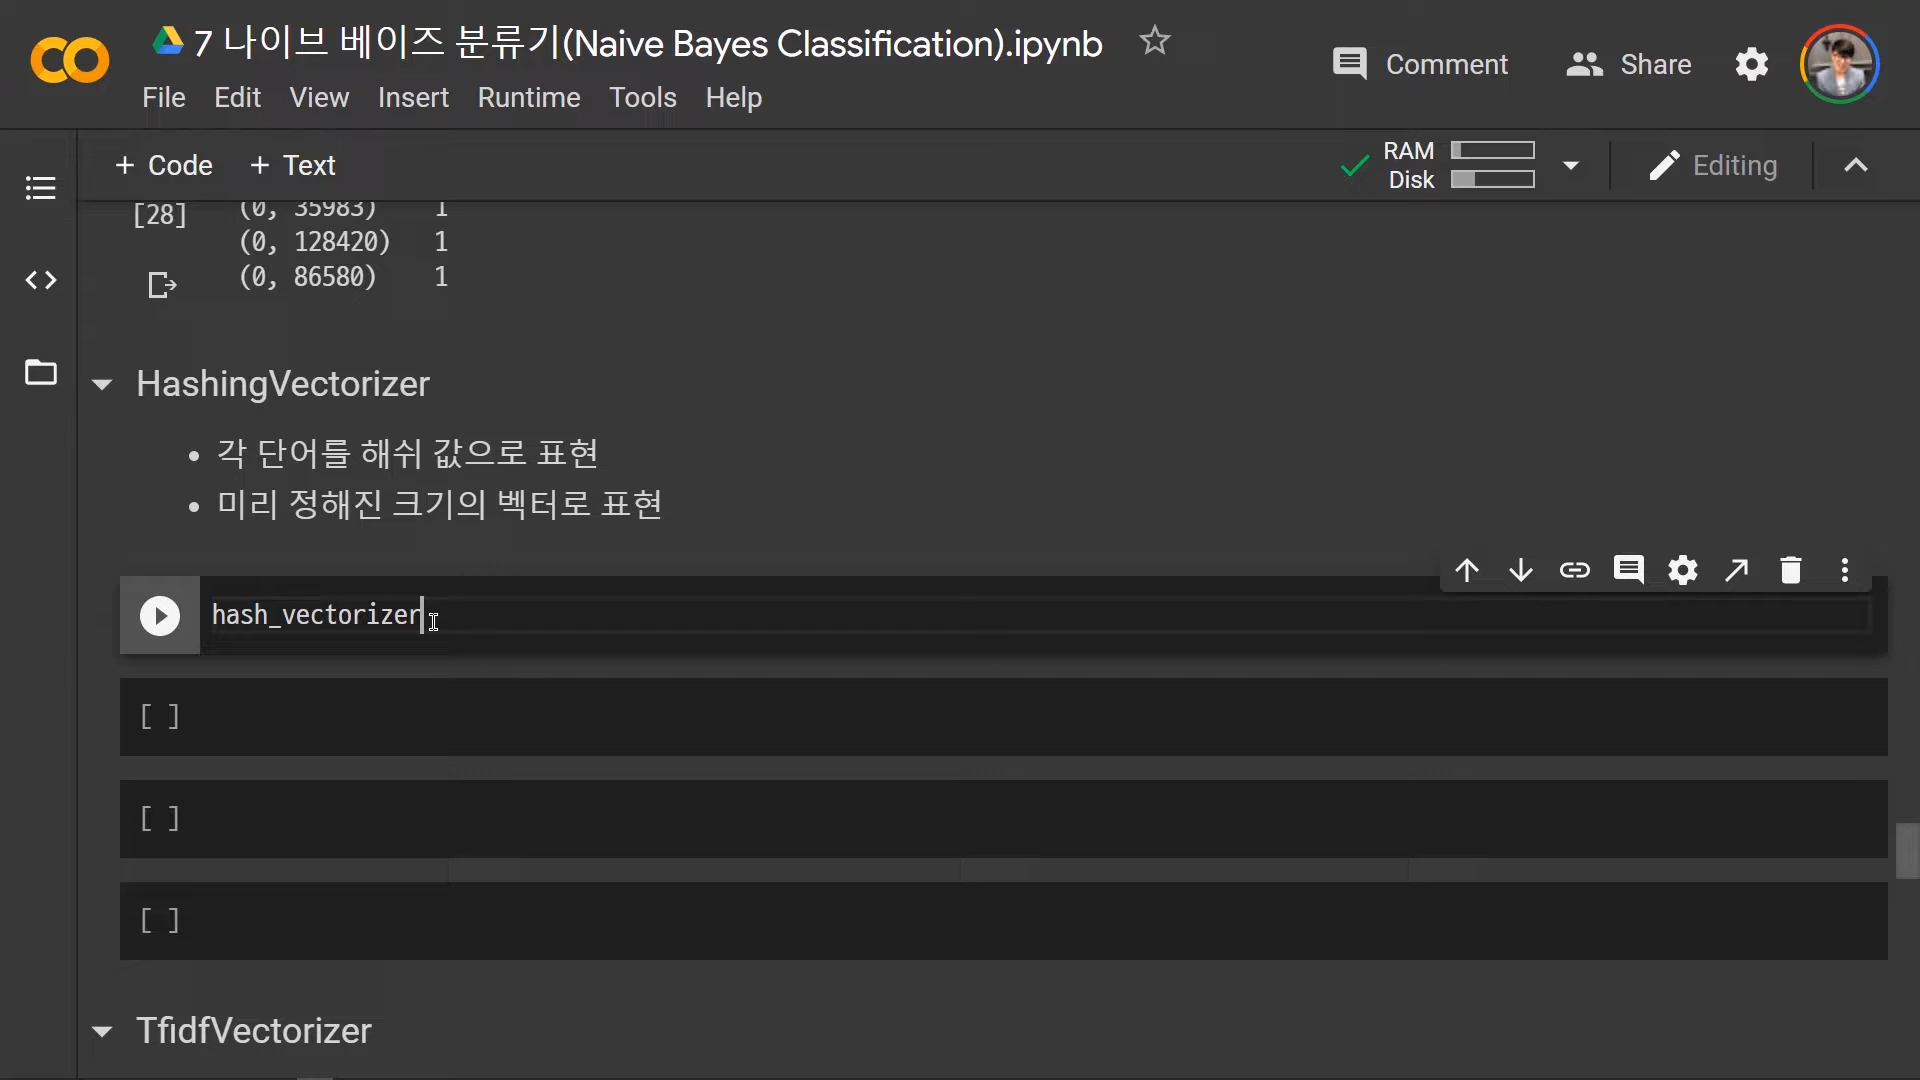 7 나이브 베이즈 분류기(Naive Bayes Classification).ipynb
Comment
Share
File Edit View Insert Runtime Tools Help
+ Code + Text
RAM
Disk
Editing
[28] (0, 35983) 1
(0, 128420) 1
(0, 86580) 1
HashingVectorizer
• 각 단어를 해쉬 값으로 표현
• 미리 정해진 크기의 벡터로 표현
hash_vectorizer
[ ]
[ ]
[ ]
TfidfVectorizer